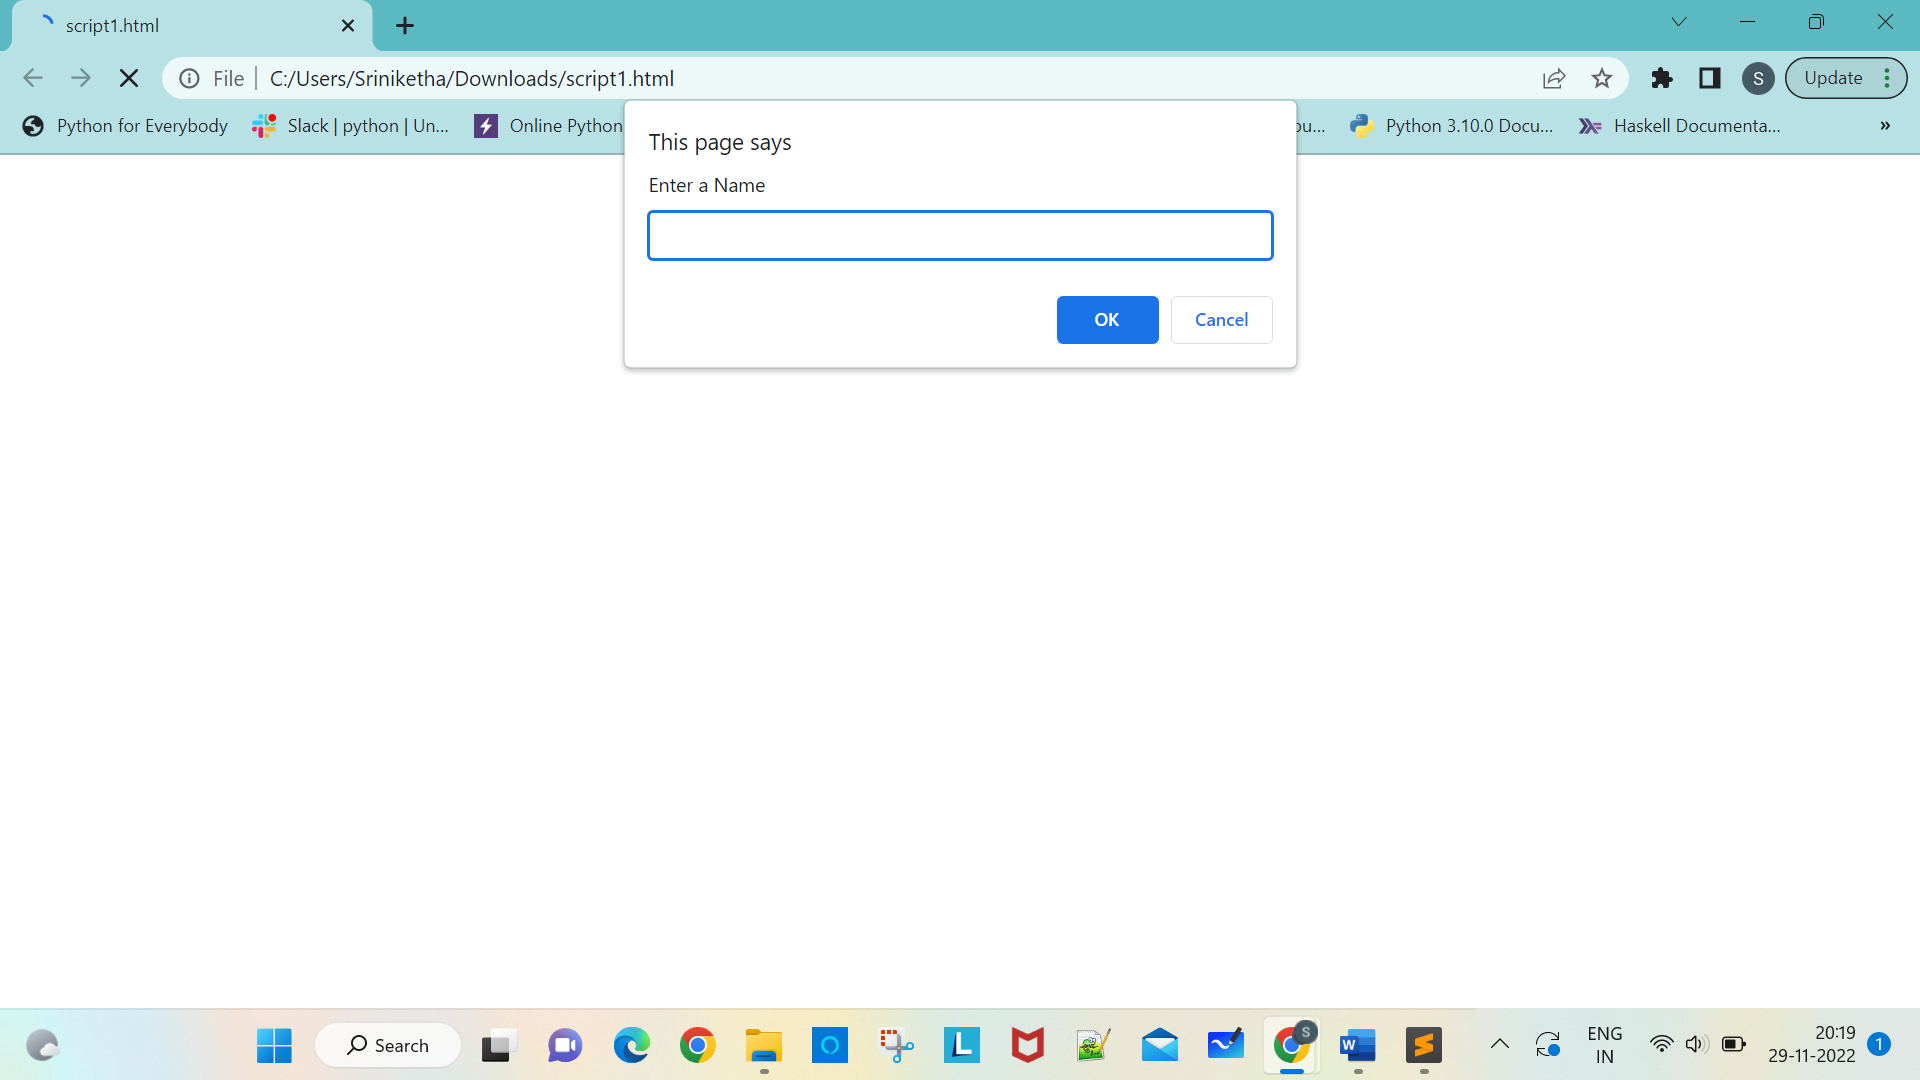 script1.html
File
C:/Users/Sriniketha/Downloads/script1.html
S
Update
Python for Everybody
Slack | python | Un...
Online Python
ou...
Python 3.10.0 Docu...
Haskell Documenta...
»
This page says
Enter a Name
OK
Cancel
Search
L
S
W
ENG
IN
20:19
29-11-2022
1